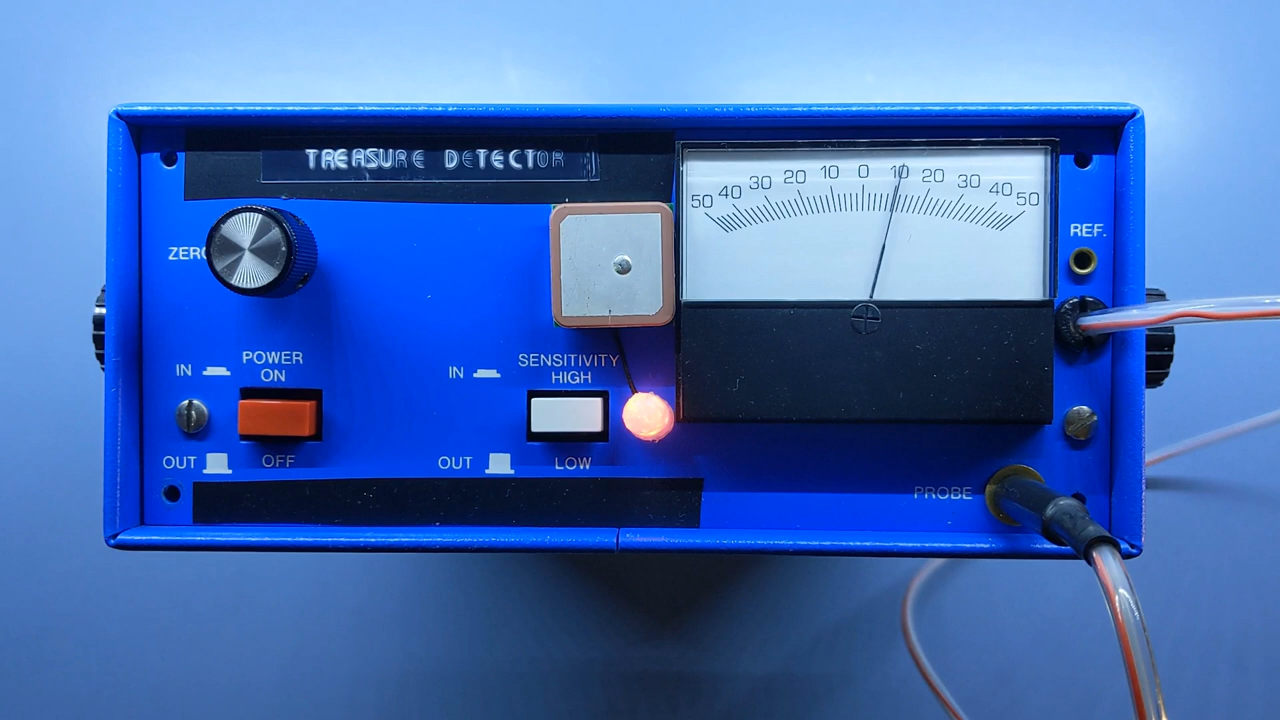 TREASURE DETECTOR
50 40 30 20 10 0 10 20 30 40 50
REF.
ZERO
POWER
IN ON
SENSITIVITY
IN HIGH
OUT OFF
OUT LOW
PROBE